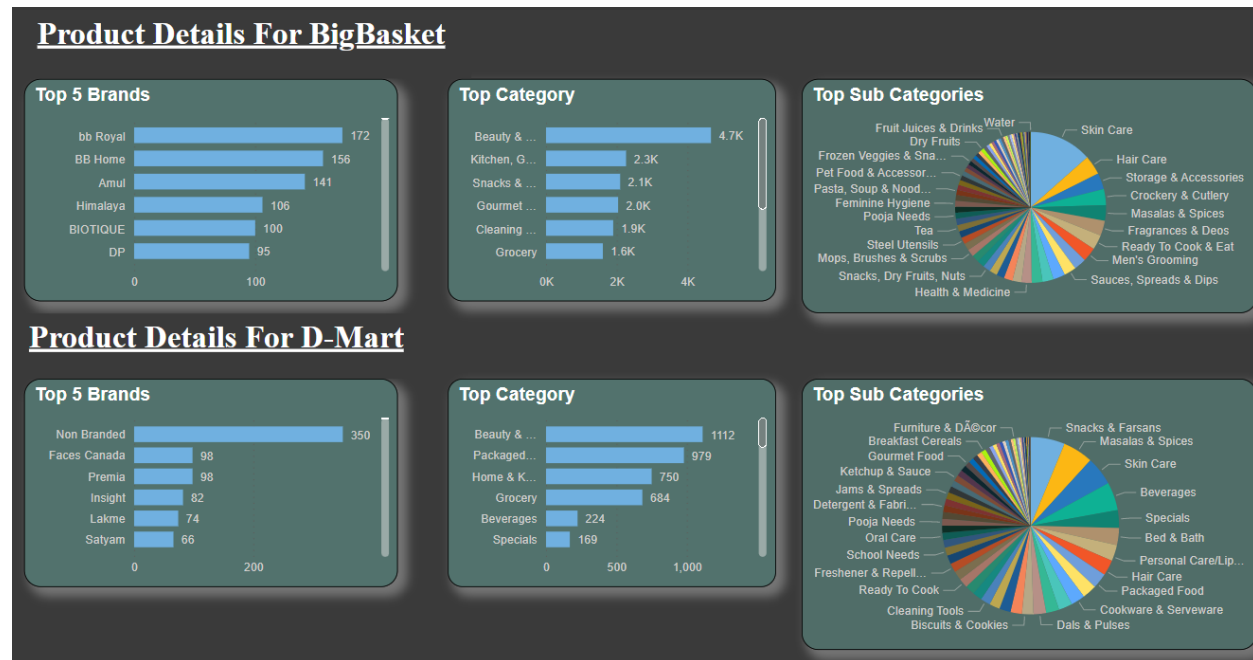 Product Details For BigBasket
Top 5 Brands
bb Royal 172
BB Home 156
Amul 141
Himalaya 106
BIOTIQUE 100
DP 95
0 100
Top Category
Beauty & ... 4.7K
Kitchen, G... 2.3K
Snacks & ... 2.1K
Gourmet ... 2.0K
Cleaning ... 1.9K
Grocery 1.6K
0K 2K 4K
Top Sub Categories
Water
Fruit Juices & Drinks
Dry Fruits
Frozen Veggies & Sna...
Pet Food & Accessor...
Pasta, Soup & Nood...
Feminine Hygiene
Pooja Needs
Tea
Steel Utensils
Mops, Brushes & Scrubs
Snacks, Dry Fruits, Nuts
Health & Medicine
Skin Care
Hair Care
Storage & Accessories
Crockery & Cutlery
Masalas & Spices
Fragrances & Deos
Ready To Cook & Eat
Men's Grooming
Sauces, Spreads & Dips
Product Details For D-Mart
Top 5 Brands
Non Branded 350
Faces Canada 98
Premia 98
Insight 82
Lakme 74
Satyam 66
0 200
Top Category
Beauty & ... 1112
Packaged... 979
Home & K... 750
Grocery 684
Beverages 224
Specials 169
0 500 1,000
Top Sub Categories
Furniture & DÃ©cor
Breakfast Cereals
Gourmet Food
Ketchup & Sauce
Jams & Spreads
Detergent & Fabri...
Pooja Needs
Oral Care
School Needs
Freshener & Repell...
Ready To Cook
Cleaning Tools
Biscuits & Cookies
Snacks & Farsans
Masalas & Spices
Skin Care
Beverages
Specials
Bed & Bath
Personal Care/Lip...
Hair Care
Packaged Food
Cookware & Serveware
Dals & Pulses